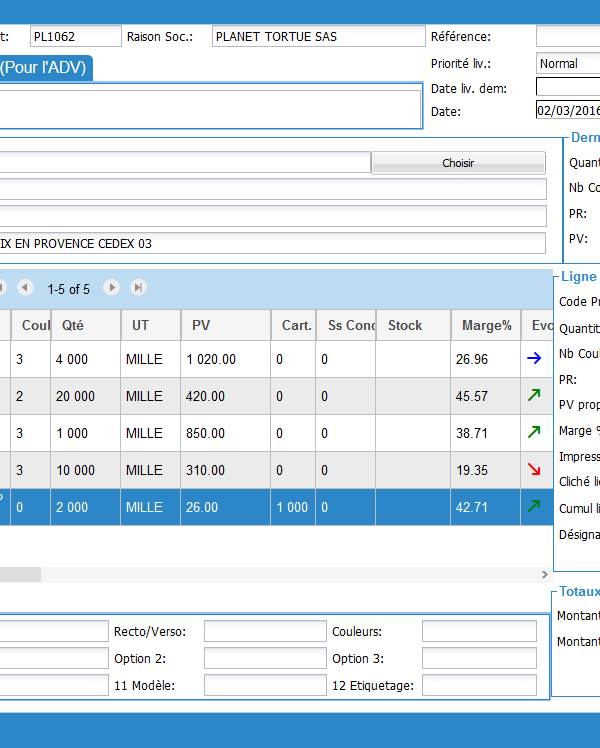 t: PL1062 Raison Soc.: PLANET TORTUE SAS Référence:
(Pour l'ADV) Priorité liv.: Normal
Date liv. dem:
Date: 02/03/2016
Dern
Choisir Quant
Nb Co
PR:
IX EN PROVENCE CEDEX 03 PV:
Ligne
1-5 of 5 Code Pr
Coul Qté UT PV Cart. Ss Cond Stock Marge% Evo Quantit
3 4 000 MILLE 1 020.00 0 0 26.96 Nb Coul
PR:
2 20 000 MILLE 420.00 0 0 45.57 PV prop
3 1 000 MILLE 850.00 0 0 38.71 Marge %
Impress
3 10 000 MILLE 310.00 0 0 19.35 Cliché li
0 2 000 MILLE 26.00 1 000 0 42.71 Cumul li
Désigna
Totaux
Montant
Recto/Verso: Couleurs: Montant
Option 2: Option 3:
11 Modèle: 12 Etiquetage: